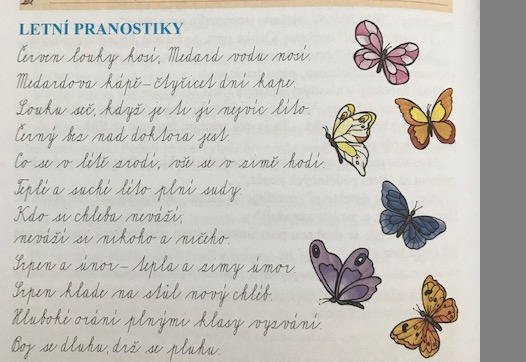 LETNÍ PRANOSTIKY
Červen louky kosí, Medard vodu nosí.
Medardova kápě – čtyřicet dní kape.
Louku seč, když je ti jí nejvíc líto.
Černý bez nad doktora jest.
Co se v létě zrodí, vše se v zimě hodí.
Teplé a suché léto plní sudy.
Kdo si chleba neváží,
neváží si nikoho a ničeho.
Srpen a únor – tepla a zimy úmor.
Srpen klade na stůl nový chléb.
Hluboké orání plnými klasy vyzvání.
Boj se dluhu, drž se pluhu.